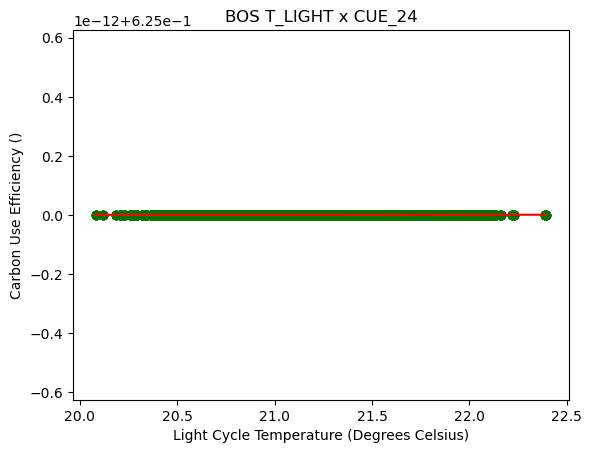 BOS T_LIGHT x CUE_24
1e−12+6.25e−1
0.6
0.4
0.2
0.0
−0.2
−0.4
−0.6
Carbon Use Efficiency ()
20.0 20.5 21.0 21.5 22.0 22.5
Light Cycle Temperature (Degrees Celsius)